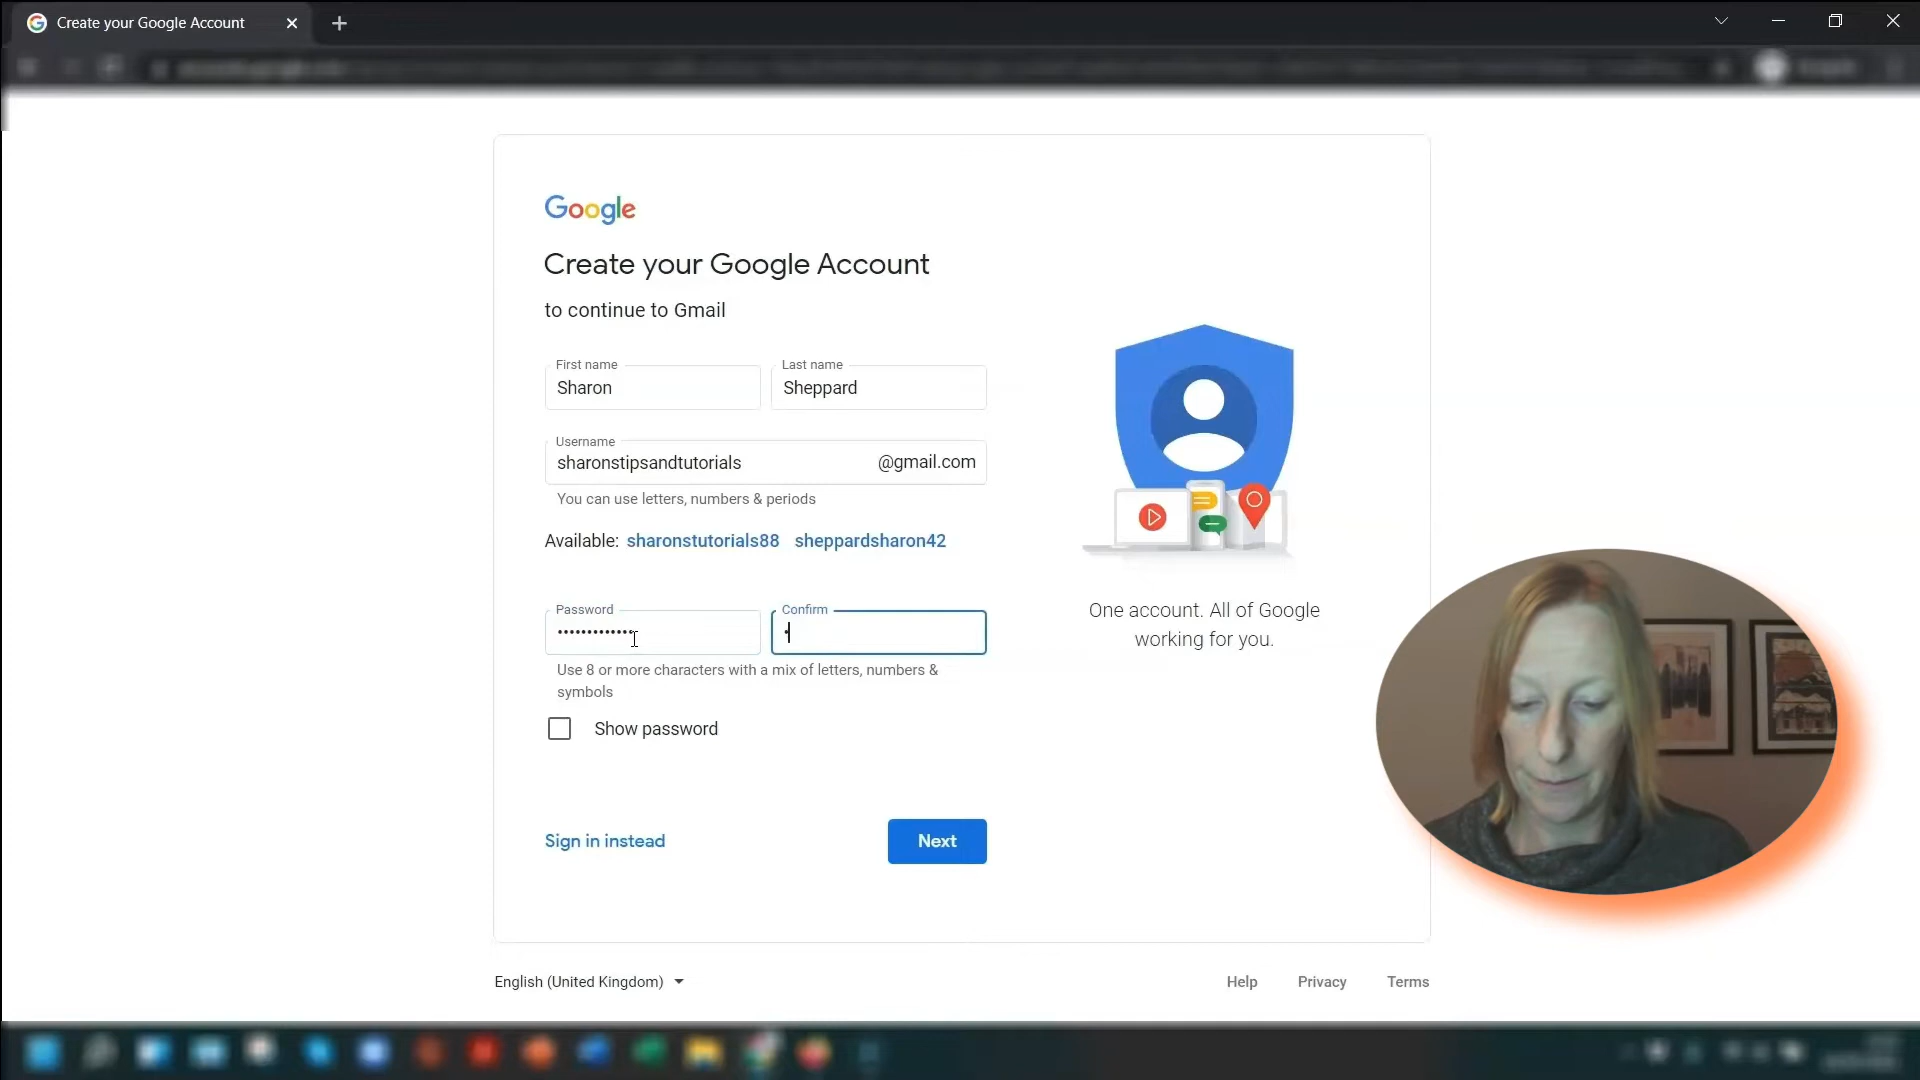 Create your Google Account
Google
Create your Google Account
to continue to Gmail
First name
Last name
Sharon
Sheppard
Username
sharonstipsandtutorials
@gmail.com
You can use letters, numbers & periods
Available: sharonstutorials88 sheppardsharon42
Password
Confirm
Use 8 or more characters with a mix of letters, numbers &
symbols
Show password
Sign in instead
Next
One account. All of Google
working for you.
English (United Kingdom)
Help
Privacy
Terms